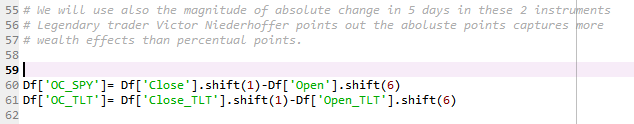 55 # We will use also the magnitude of absolute change in 5 days in these 2 instruments
56 # Legendary trader Victor Niederhoffer points out the aboluste points captures more
57 # wealth effects than percentual points.
58
59
60 Df['OC_SPY']= Df['Close'].shift(1)-Df['Open'].shift(6)
61 Df['OC_TLT']= Df['Close_TLT'].shift(1)-Df['Open_TLT'].shift(6)
62